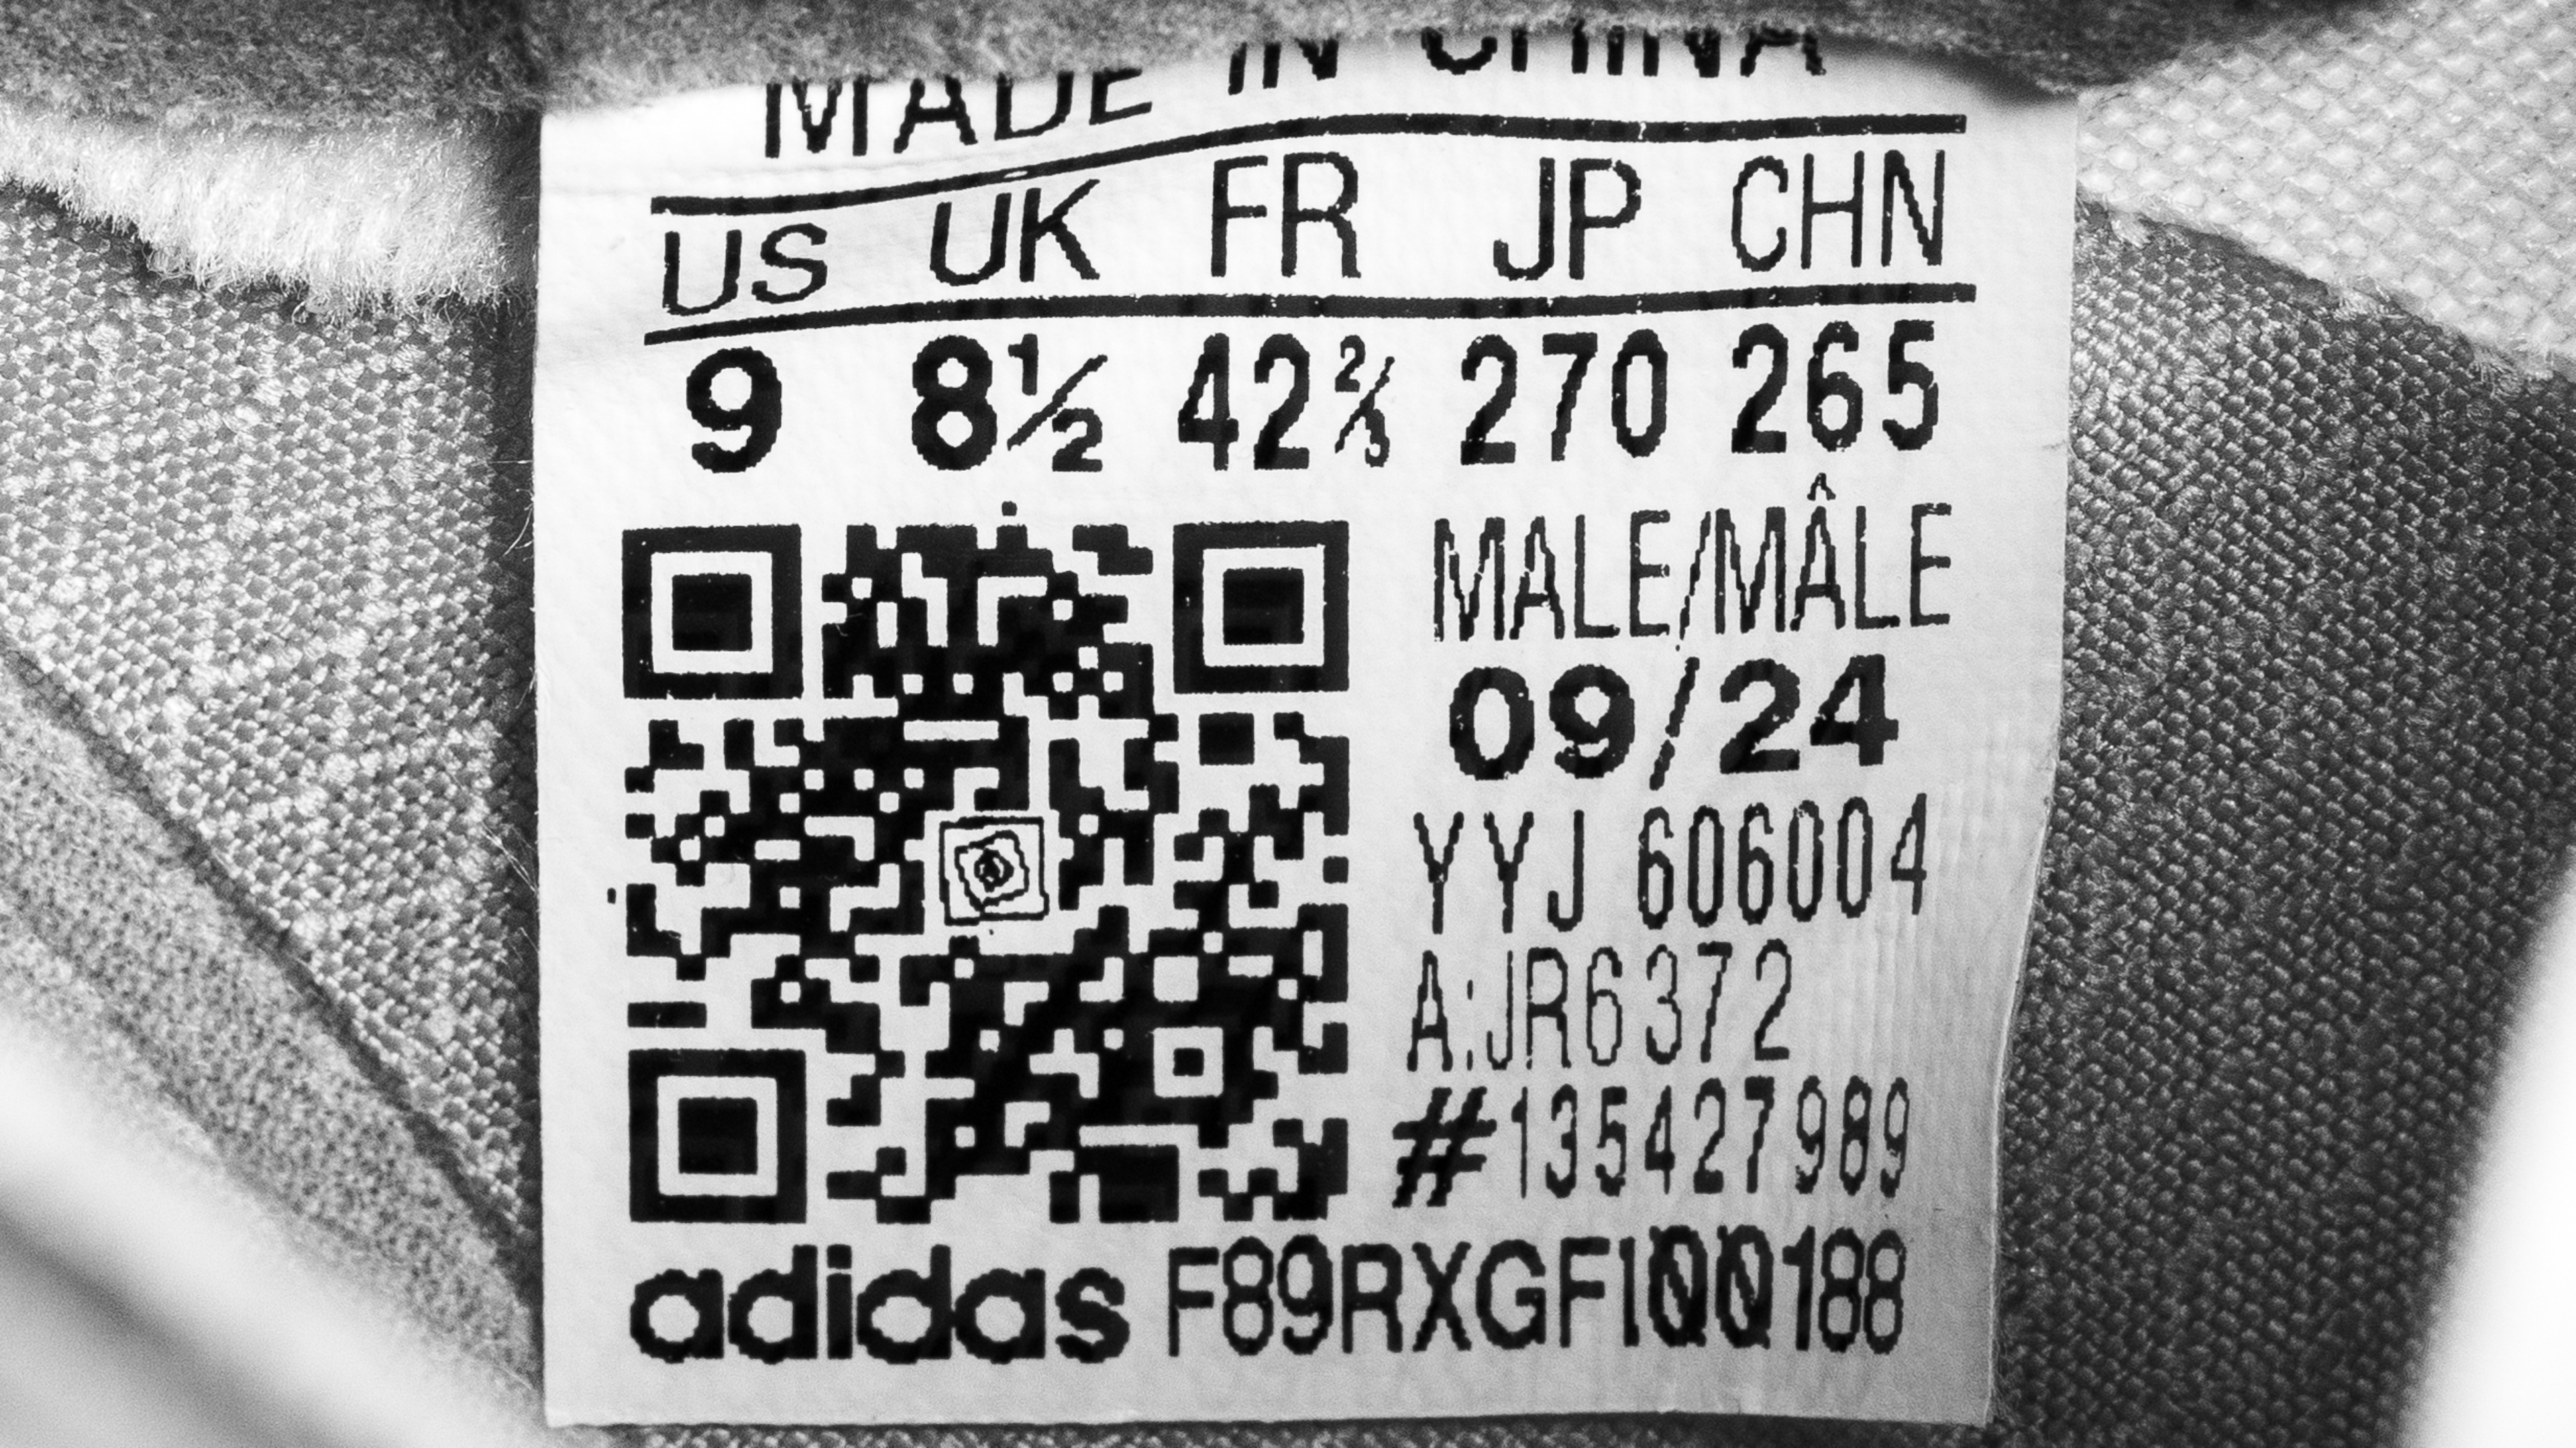 MADE IN CHINA
US UK FR JP CHN
9 8½ 42⅔ 270 265
MALE/MÂLE
09/24
YYJ 606004
A:JR6372
#135427989
adidas F89RXGFI00188